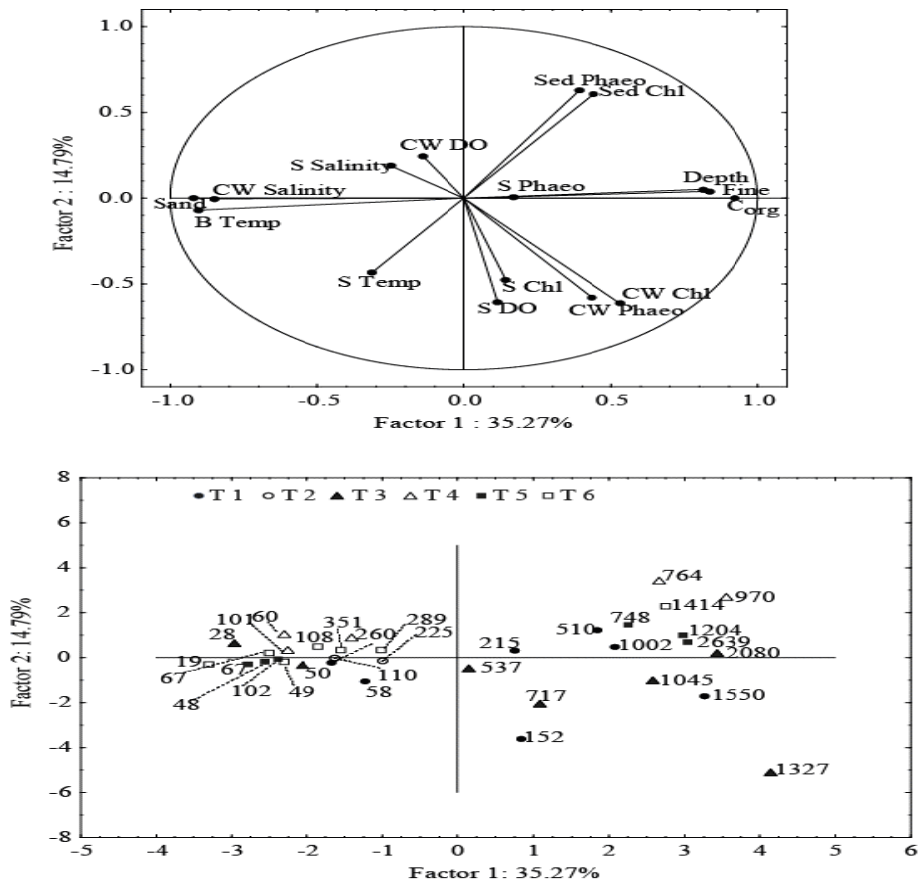 1.0
Sed Phaeo
Sed Chl
0.5
CW DO
S Salinity
Depth
CW Salinity
S Phaeo
Fine
0.0
Sand
Corg
B Temp
S Temp
S Chl
CW Chl
-0.5
S DO
CW Phaeo
-1.0
Factor 2 : 14.79%
-1.0 -0.5 0.0 0.5 1.0
Factor 1 : 35.27%
8
T 1 T 2 T 3 T 4 T 5 T 6
6
4
764
970
1414
2
101 60 351 289 510 748
28 108 260 225 215 1002 1204
2639
0
19 2080
67 67 50 110 537 1045
48 102 49 58
-2
717 1550
152
-4
1327
-6
-8
Factor 2: 14.79%
-5 -4 -3 -2 -1 0 1 2 3 4 5 6
Factor 1: 35.27%